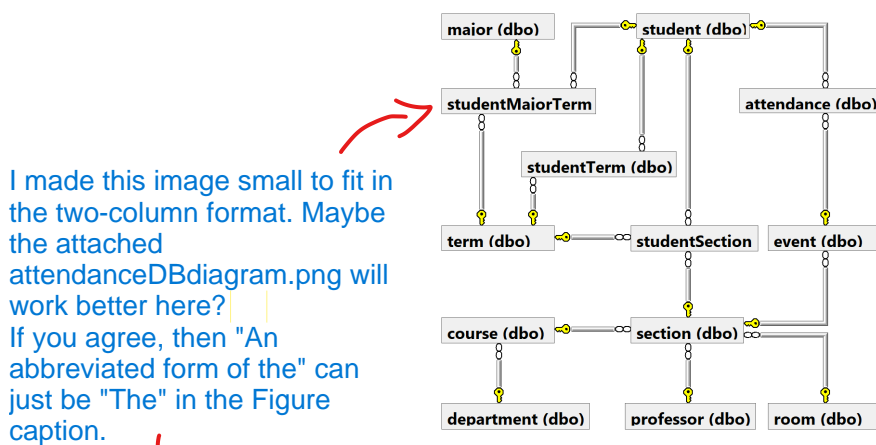 major (dbo)
student (dbo)
studentMajorTerm
attendance (dbo)
studentTerm (dbo)
I made this image small to fit in
the two-column format. Maybe
the attached
attendanceDBdiagram.png will
work better here?
If you agree, then "An
abbreviated form of the" can
just be "The" in the Figure
caption.
term (dbo)
studentSection
event (dbo)
course (dbo)
section (dbo)
department (dbo)
professor (dbo)
room (dbo)